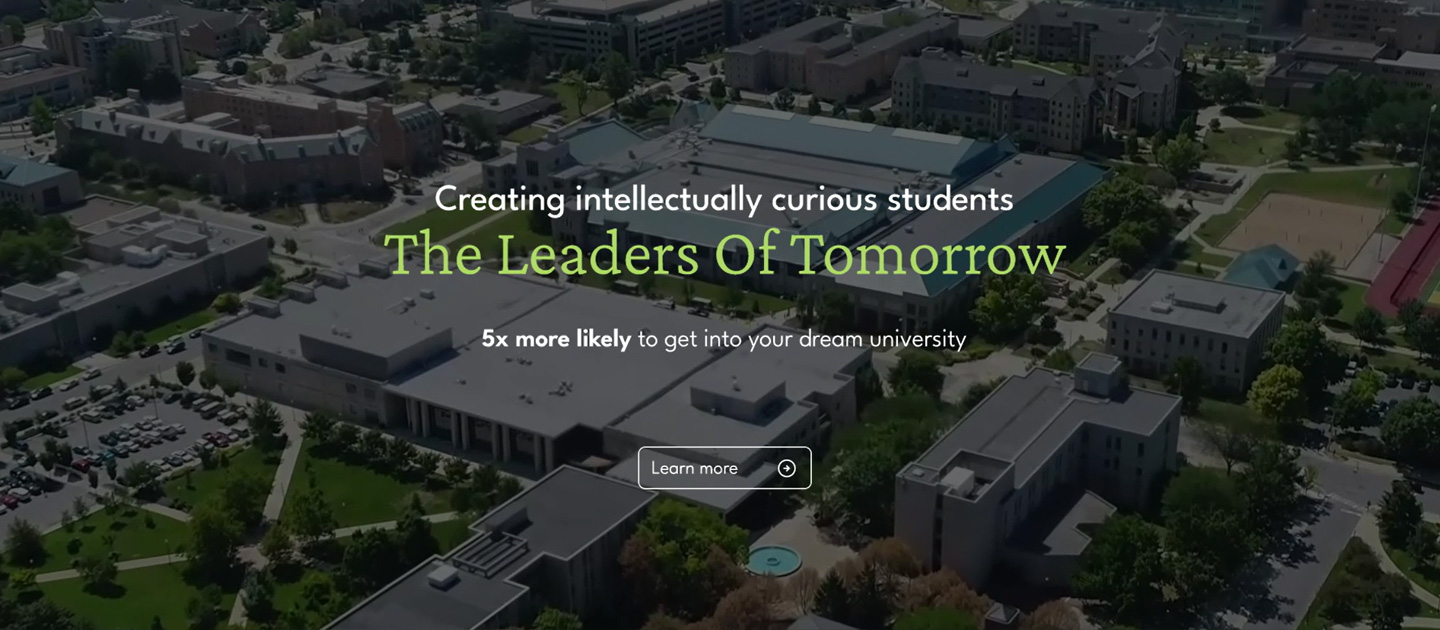 Creating intellectually curious students
The Leaders Of Tomorrow
5x more likely to get into your dream university
Learn more